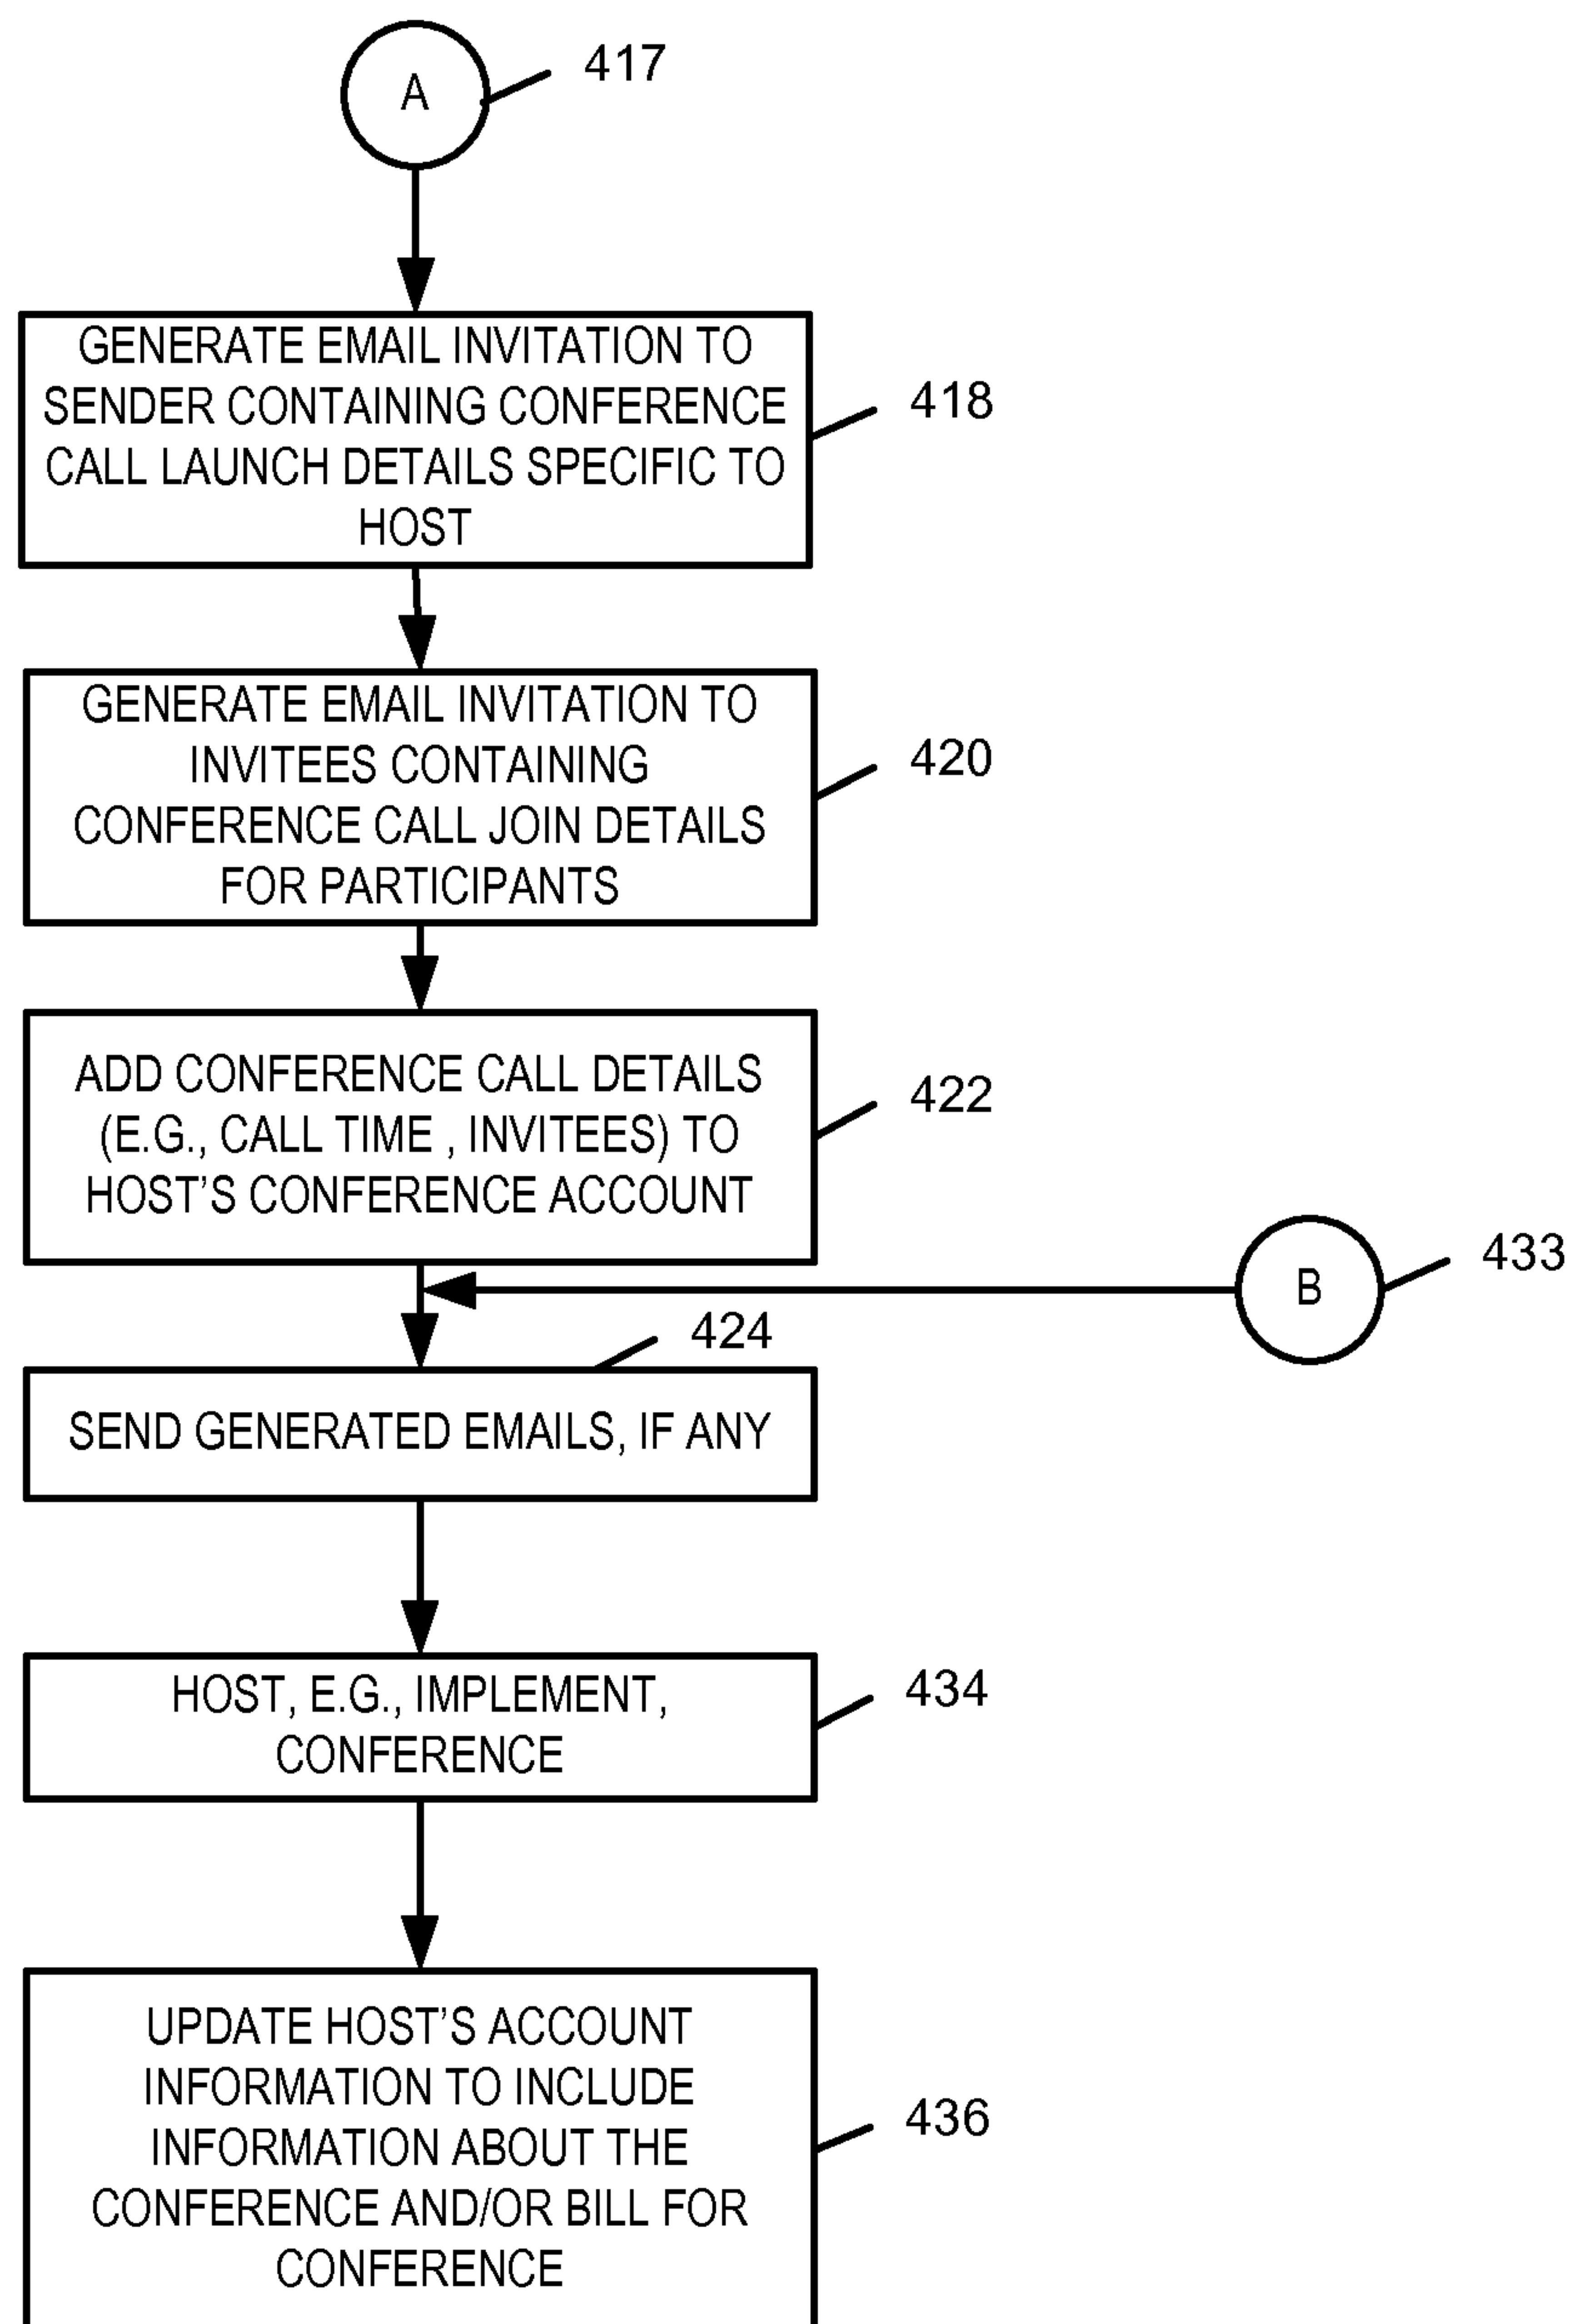 A
417
GENERATE EMAIL INVITATION TO
SENDER CONTAINING CONFERENCE
CALL LAUNCH DETAILS SPECIFIC TO
HOST
418
GENERATE EMAIL INVITATION TO
INVITEES CONTAINING
CONFERENCE CALL JOIN DETAILS
FOR PARTICIPANTS
420
ADD CONFERENCE CALL DETAILS
(E.G., CALL TIME , INVITEES) TO
HOST’S CONFERENCE ACCOUNT
422
B
433
424
SEND GENERATED EMAILS, IF ANY
HOST, E.G., IMPLEMENT,
CONFERENCE
434
UPDATE HOST’S ACCOUNT
INFORMATION TO INCLUDE
INFORMATION ABOUT THE
CONFERENCE AND/OR BILL FOR
CONFERENCE
436